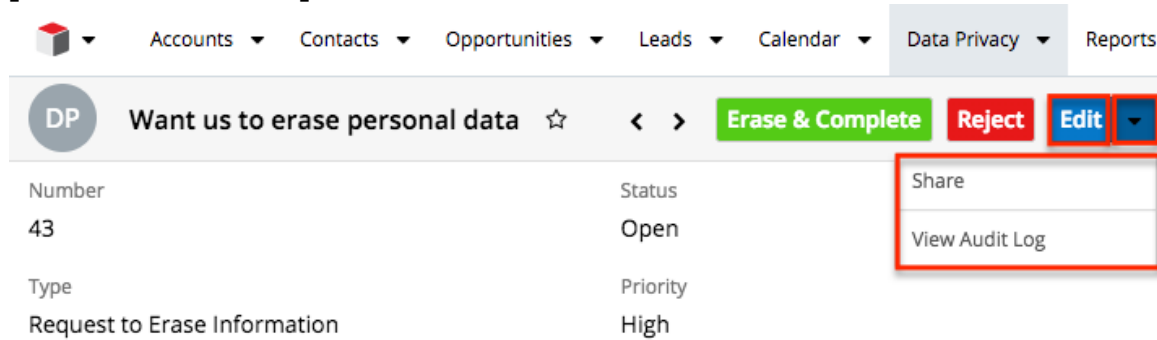 Accounts Contacts Opportunities Leads Calendar Data Privacy Reports
DP Want us to erase personal data Erase & Complete Reject Edit
Number Status Share
43 Open View Audit Log
Type Priority
Request to Erase Information High